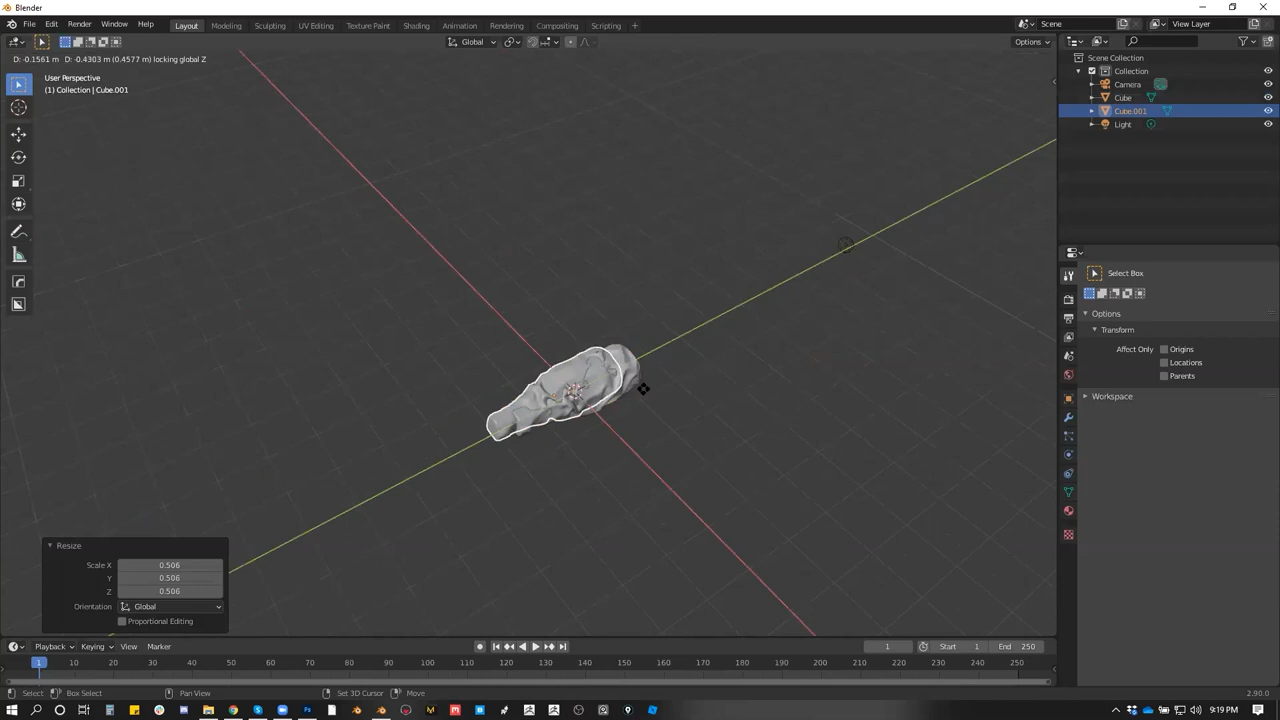 Blender
File Edit Render Window Help Layout Modeling Sculpting UV Editing Texture Paint Shading Animation Rendering Compositing Scripting + Scene View Layer
Global Options
D: -0.1561 m D: -0.4303 m (0.4577 m) locking global Z
User Perspective
(1) Collection | Cube.001
Scene Collection
Collection
Camera
Cube
Cube.001
Light
Select Box
Options
Transform
Affect Only Origins
Locations
Parents
Workspace
Resize
Scale X 0.506
Y 0.506
Z 0.506
Orientation Global
Proportional Editing
Playback Keying View Marker 1 Start 1 End 250
1 10 20 30 40 50 60 70 80 90 100 110 120 130 140 150 160 170 180 190 200 210 220 230 240 250
Select Box Select Pan View Set 3D Cursor Move 2.90.0
9:19 PM